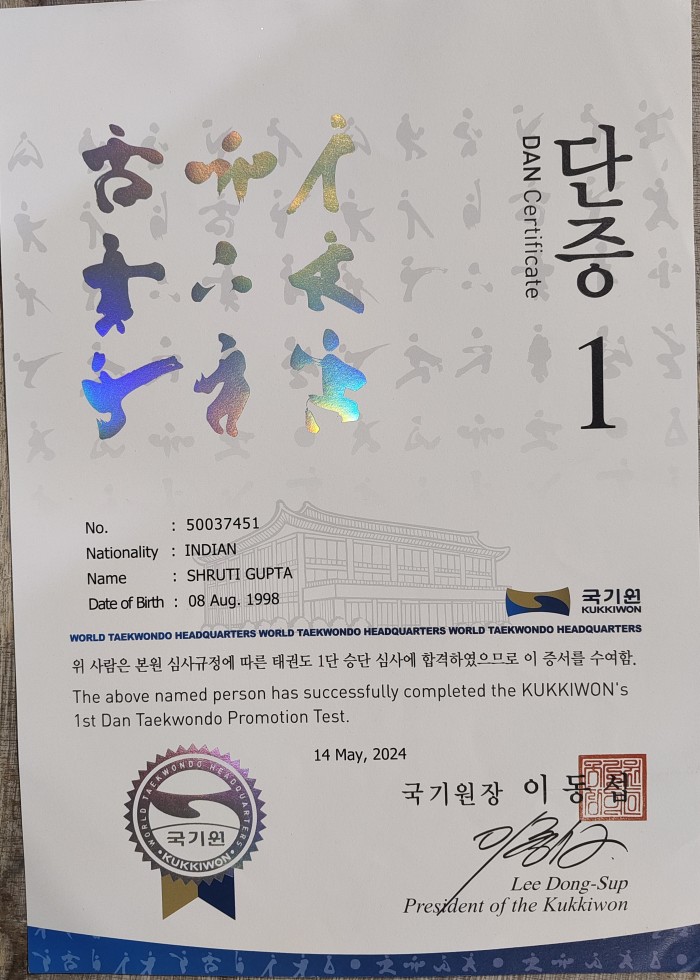 단증
DAN Certificate
1
No. : 50037451
Nationality : INDIAN
Name : SHRUTI GUPTA
Date of Birth : 08 Aug. 1998
국기원
KUKKIWON
WORLD TAEKWONDO HEADQUARTERS WORLD TAEKWONDO HEADQUARTERS WORLD TAEKWONDO HEADQUARTERS
위 사람은 본원 심사규정에 따른 태권도 1단 승단 심사에 합격하였으므로 이 증서를 수여함.
The above named person has successfully completed the KUKKIWON's
1st Dan Taekwondo Promotion Test.
14 May, 2024
국기원장 이동섭
WORLD TAEKWONDO HEADQUARTERS
국기원
KUKKIWON
Lee Dong-Sup
President of the Kukkiwon